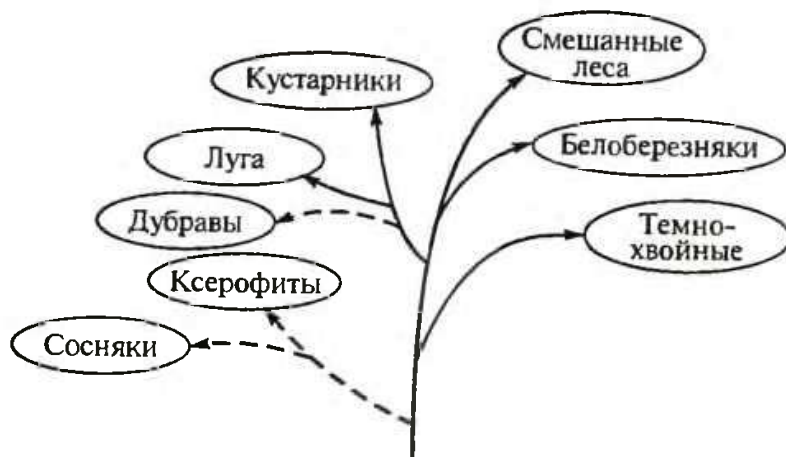 Смешанные
леса
Кустарники
Белоберезняки
Луга
Дубравы
Темно-
хвойные
Ксерофиты
Сосняки